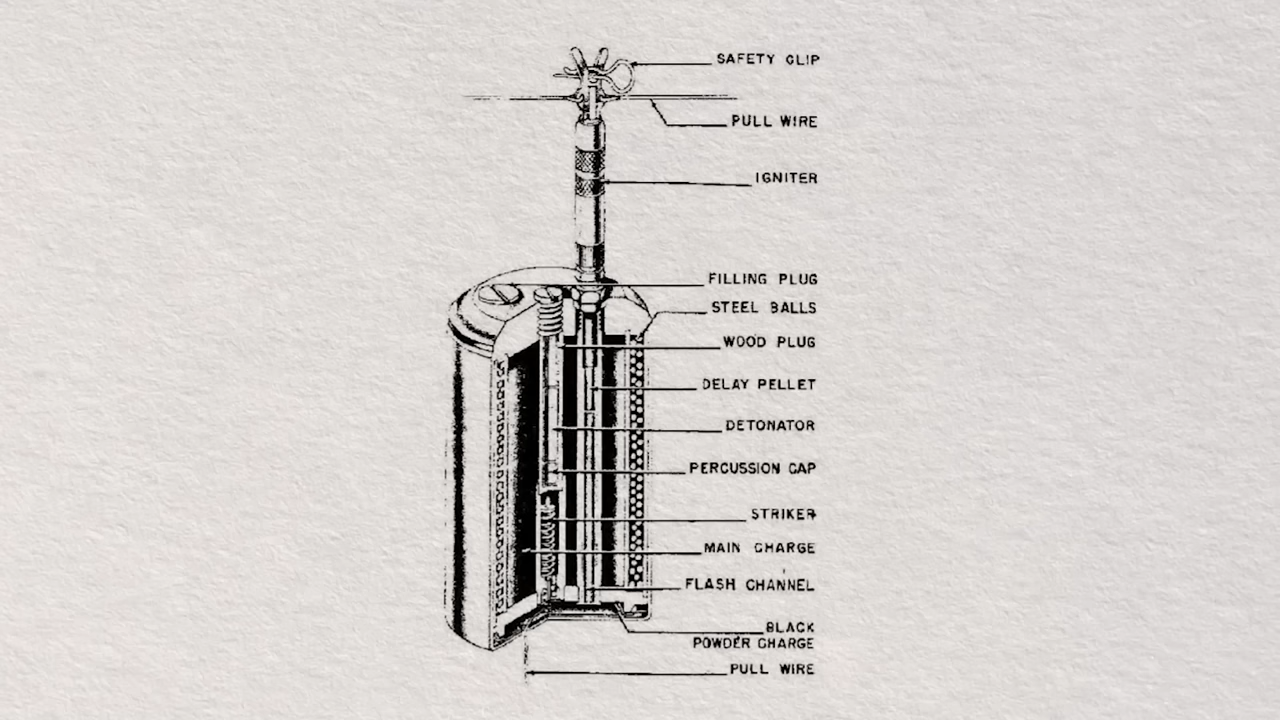 SAFETY CLIP
PULL WIRE
IGNITER
FILLING PLUG
STEEL BALLS
WOOD PLUG
DELAY PELLET
DETONATOR
PERCUSSION CAP
STRIKER
MAIN CHARGE
FLASH CHANNEL
BLACK
POWDER CHARGE
PULL WIRE